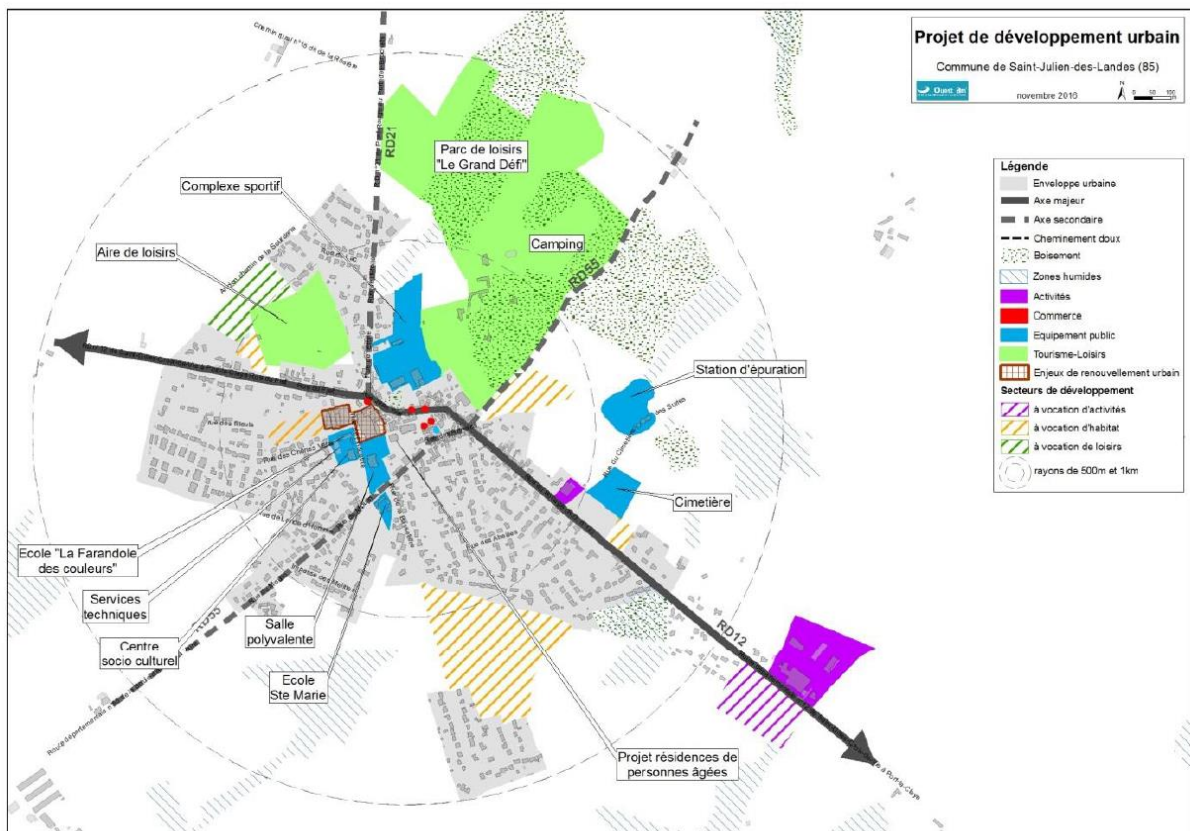 Projet de développement urbain
Commune de Saint-Julien-des-Landes (85)
novembre 2016
N
0 50 100
Légende
Enveloppe urbaine
Axe majeur
Axe secondaire
Cheminement doux
Boisement
Zones humides
Activités
Commerce
Equipement public
Tourisme-Loisirs
Enjeux de renouvellement urbain
Secteurs de développement
à vocation d'activités
à vocation d'habitat
à vocation de loisirs
rayons de 500m et 1km
RD21
Parc de loisirs
"Le Grand Défi"
Complexe sportif
Aire de loisirs
Camping
RD55
Station d'épuration
Cimetière
Ecole "La Farandole
des couleurs"
Services
techniques
Centre
socio culturel
Salle
polyvalente
Ecole
Ste Marie
Projet résidences de
personnes âgées
RD12